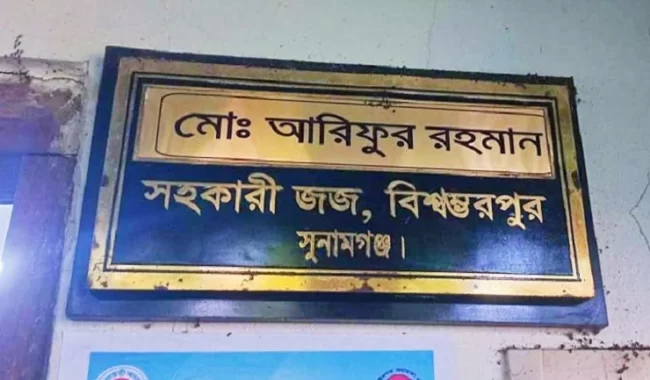 মোঃ আরিফুর রহমান
সহকারী জজ, বিশ্বম্ভরপুর
সুনামগঞ্জ।